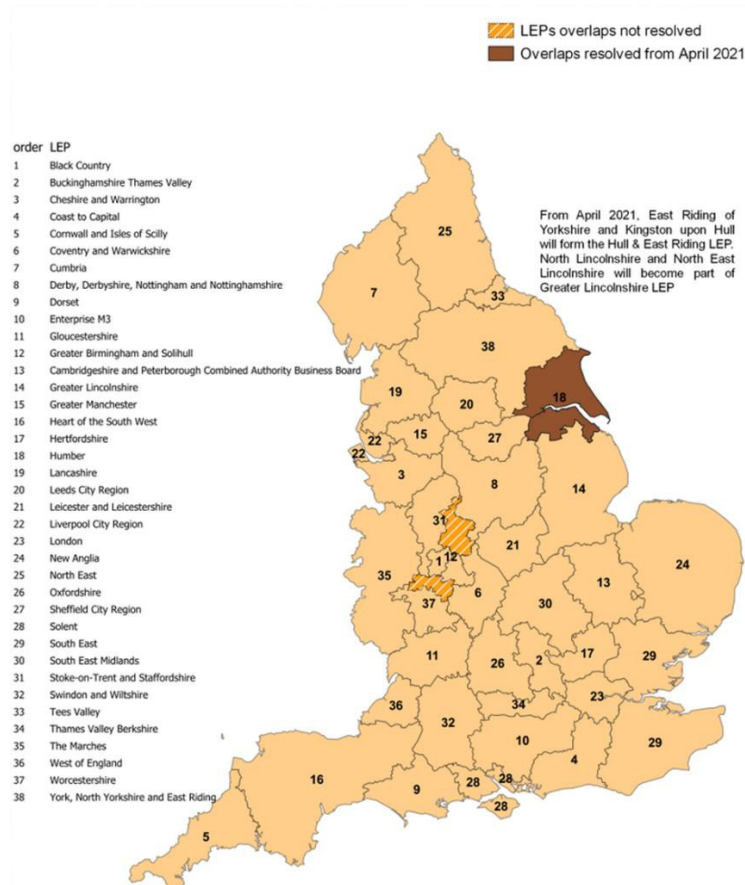 LEPs overlaps not resolved
Overlaps resolved from April 2021
order LEP
1 Black Country
2 Buckinghamshire Thames Valley
3 Cheshire and Warrington
4 Coast to Capital
5 Cornwall and Isles of Scilly
6 Coventry and Warwickshire
7 Cumbria
8 Derby, Derbyshire, Nottingham and Nottinghamshire
9 Dorset
10 Enterprise M3
11 Gloucestershire
12 Greater Birmingham and Solihull
13 Cambridgeshire and Peterborough Combined Authority Business Board
14 Greater Lincolnshire
15 Greater Manchester
16 Heart of the South West
17 Hertfordshire
18 Humber
19 Lancashire
20 Leeds City Region
21 Leicester and Leicestershire
22 Liverpool City Region
23 London
24 New Anglia
25 North East
26 Oxfordshire
27 Sheffield City Region
28 Solent
29 South East
30 South East Midlands
31 Stoke-on-Trent and Staffordshire
32 Swindon and Wiltshire
33 Tees Valley
34 Thames Valley Berkshire
35 The Marches
36 West of England
37 Worcestershire
38 York, North Yorkshire and East Riding
From April 2021, East Riding of
Yorkshire and Kingston upon Hull
will form the Hull & East Riding LEP.
North Lincolnshire and North East
Lincolnshire will become part of
Greater Lincolnshire LEP
25
7
33
38
18
19
20
22
15
27
22
3
8
14
31
21
1
12
24
35
13
37
6
30
11
26
2
17
29
36
34
23
32
10
29
4
16
9
28
28
28
5